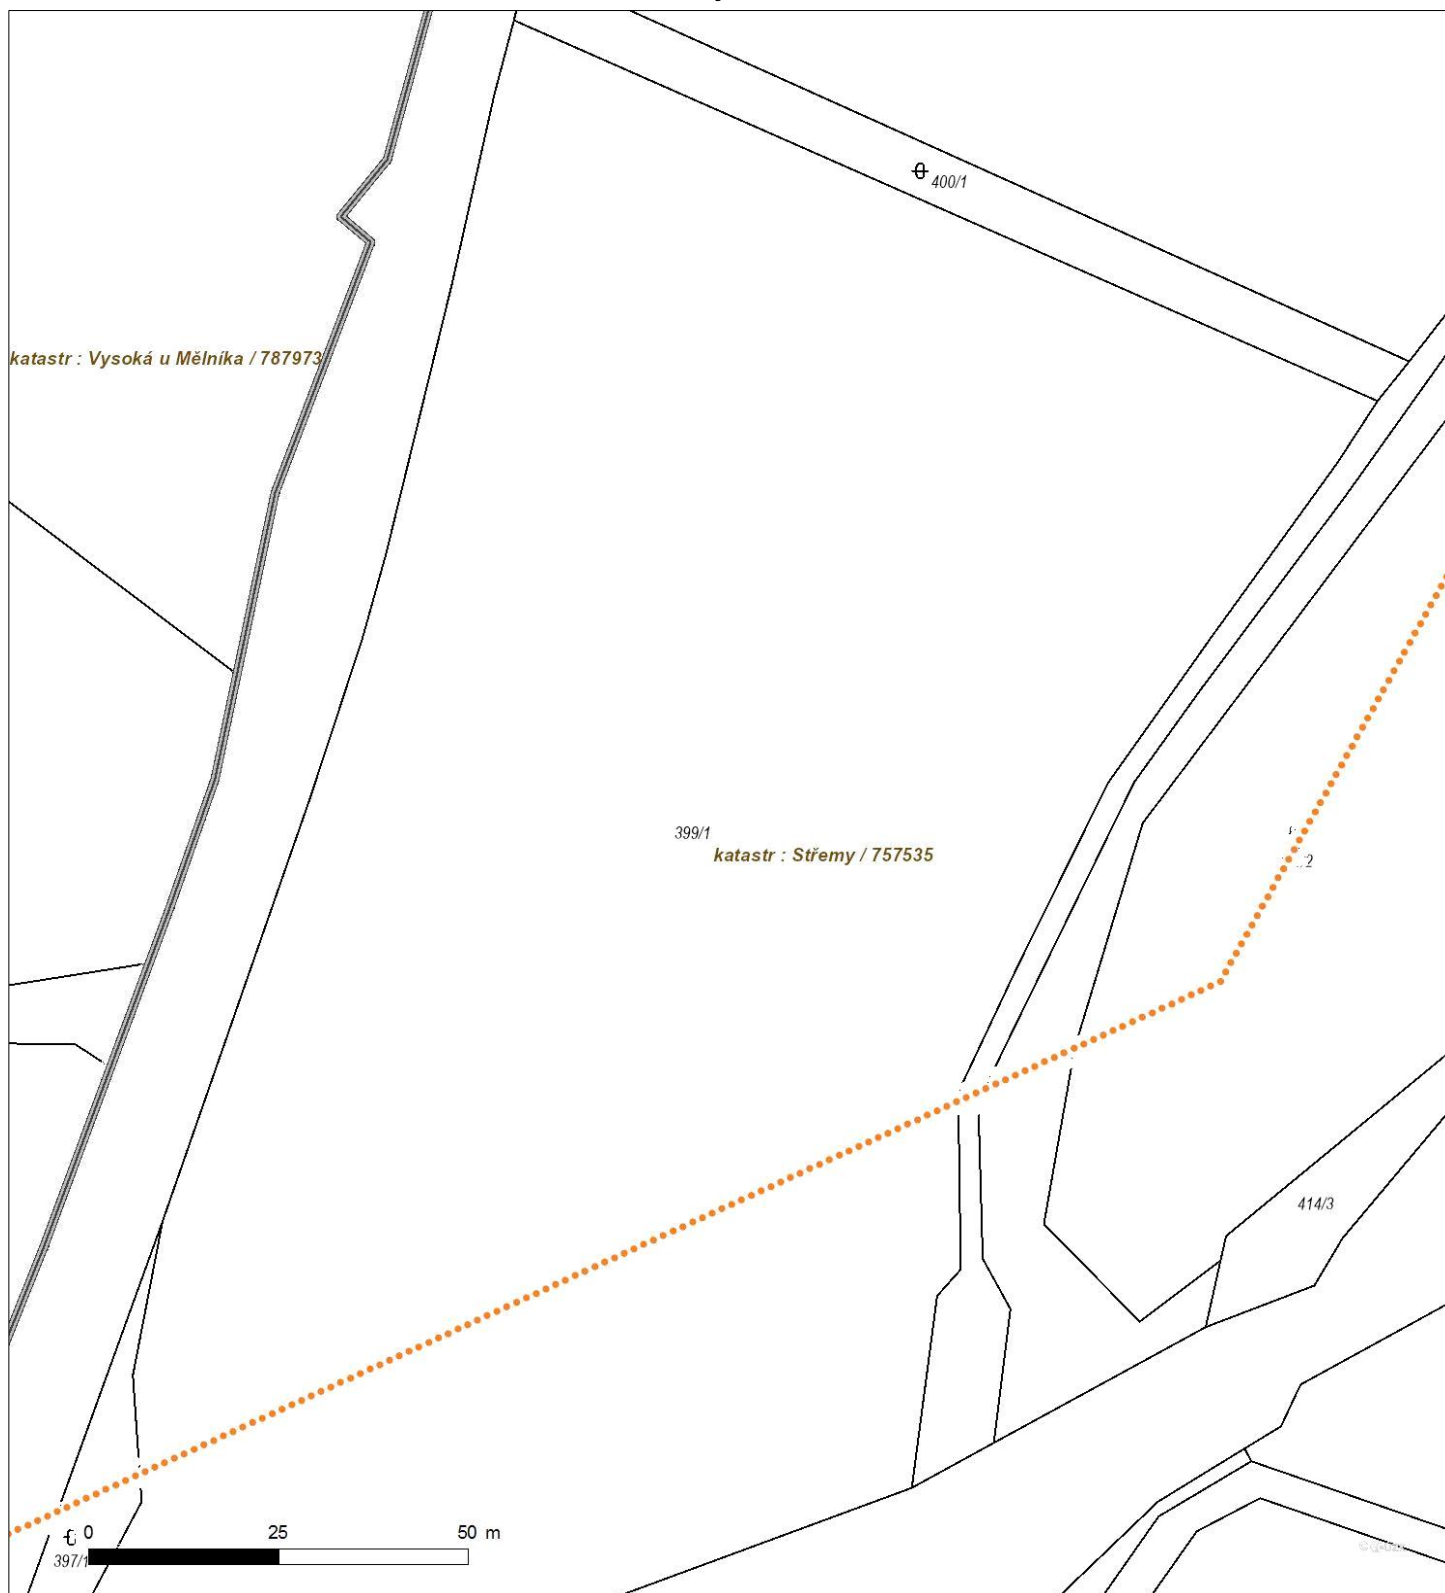 400/1
katastr : Vysoká u Mělníka / 787973
399/1
katastr : Střemy / 757535
414/3
0 25 50 m
397/1